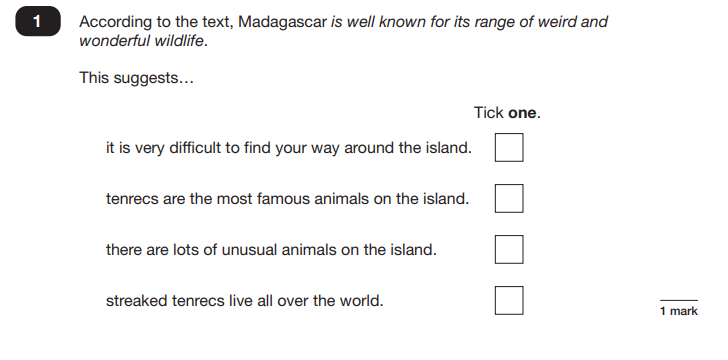 1
According to the text, Madagascar is well known for its range of weird and
wonderful wildlife.
This suggests…
Tick one.
it is very difficult to find your way around the island.
tenrecs are the most famous animals on the island.
there are lots of unusual animals on the island.
streaked tenrecs live all over the world.
1 mark